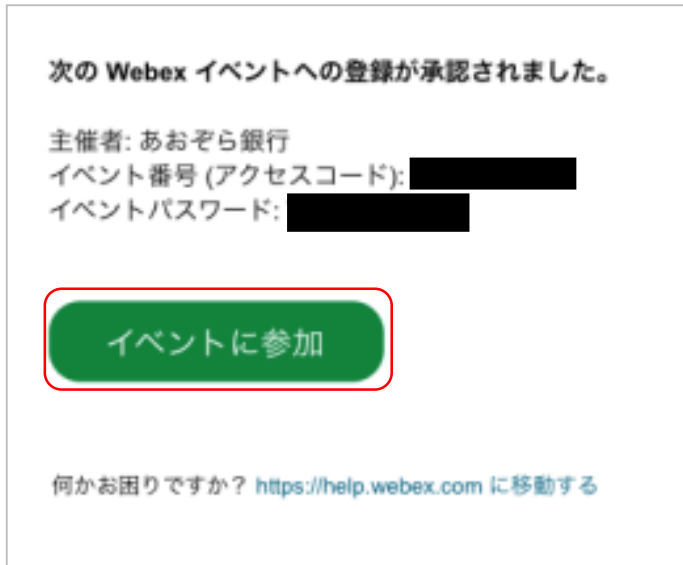 次の Webex イベントへの登録が承認されました。
主催者: あおぞら銀行
イベント番号 (アクセスコード):
イベントパスワード:
イベントに参加
何かお困りですか？ https://help.webex.com に移動する